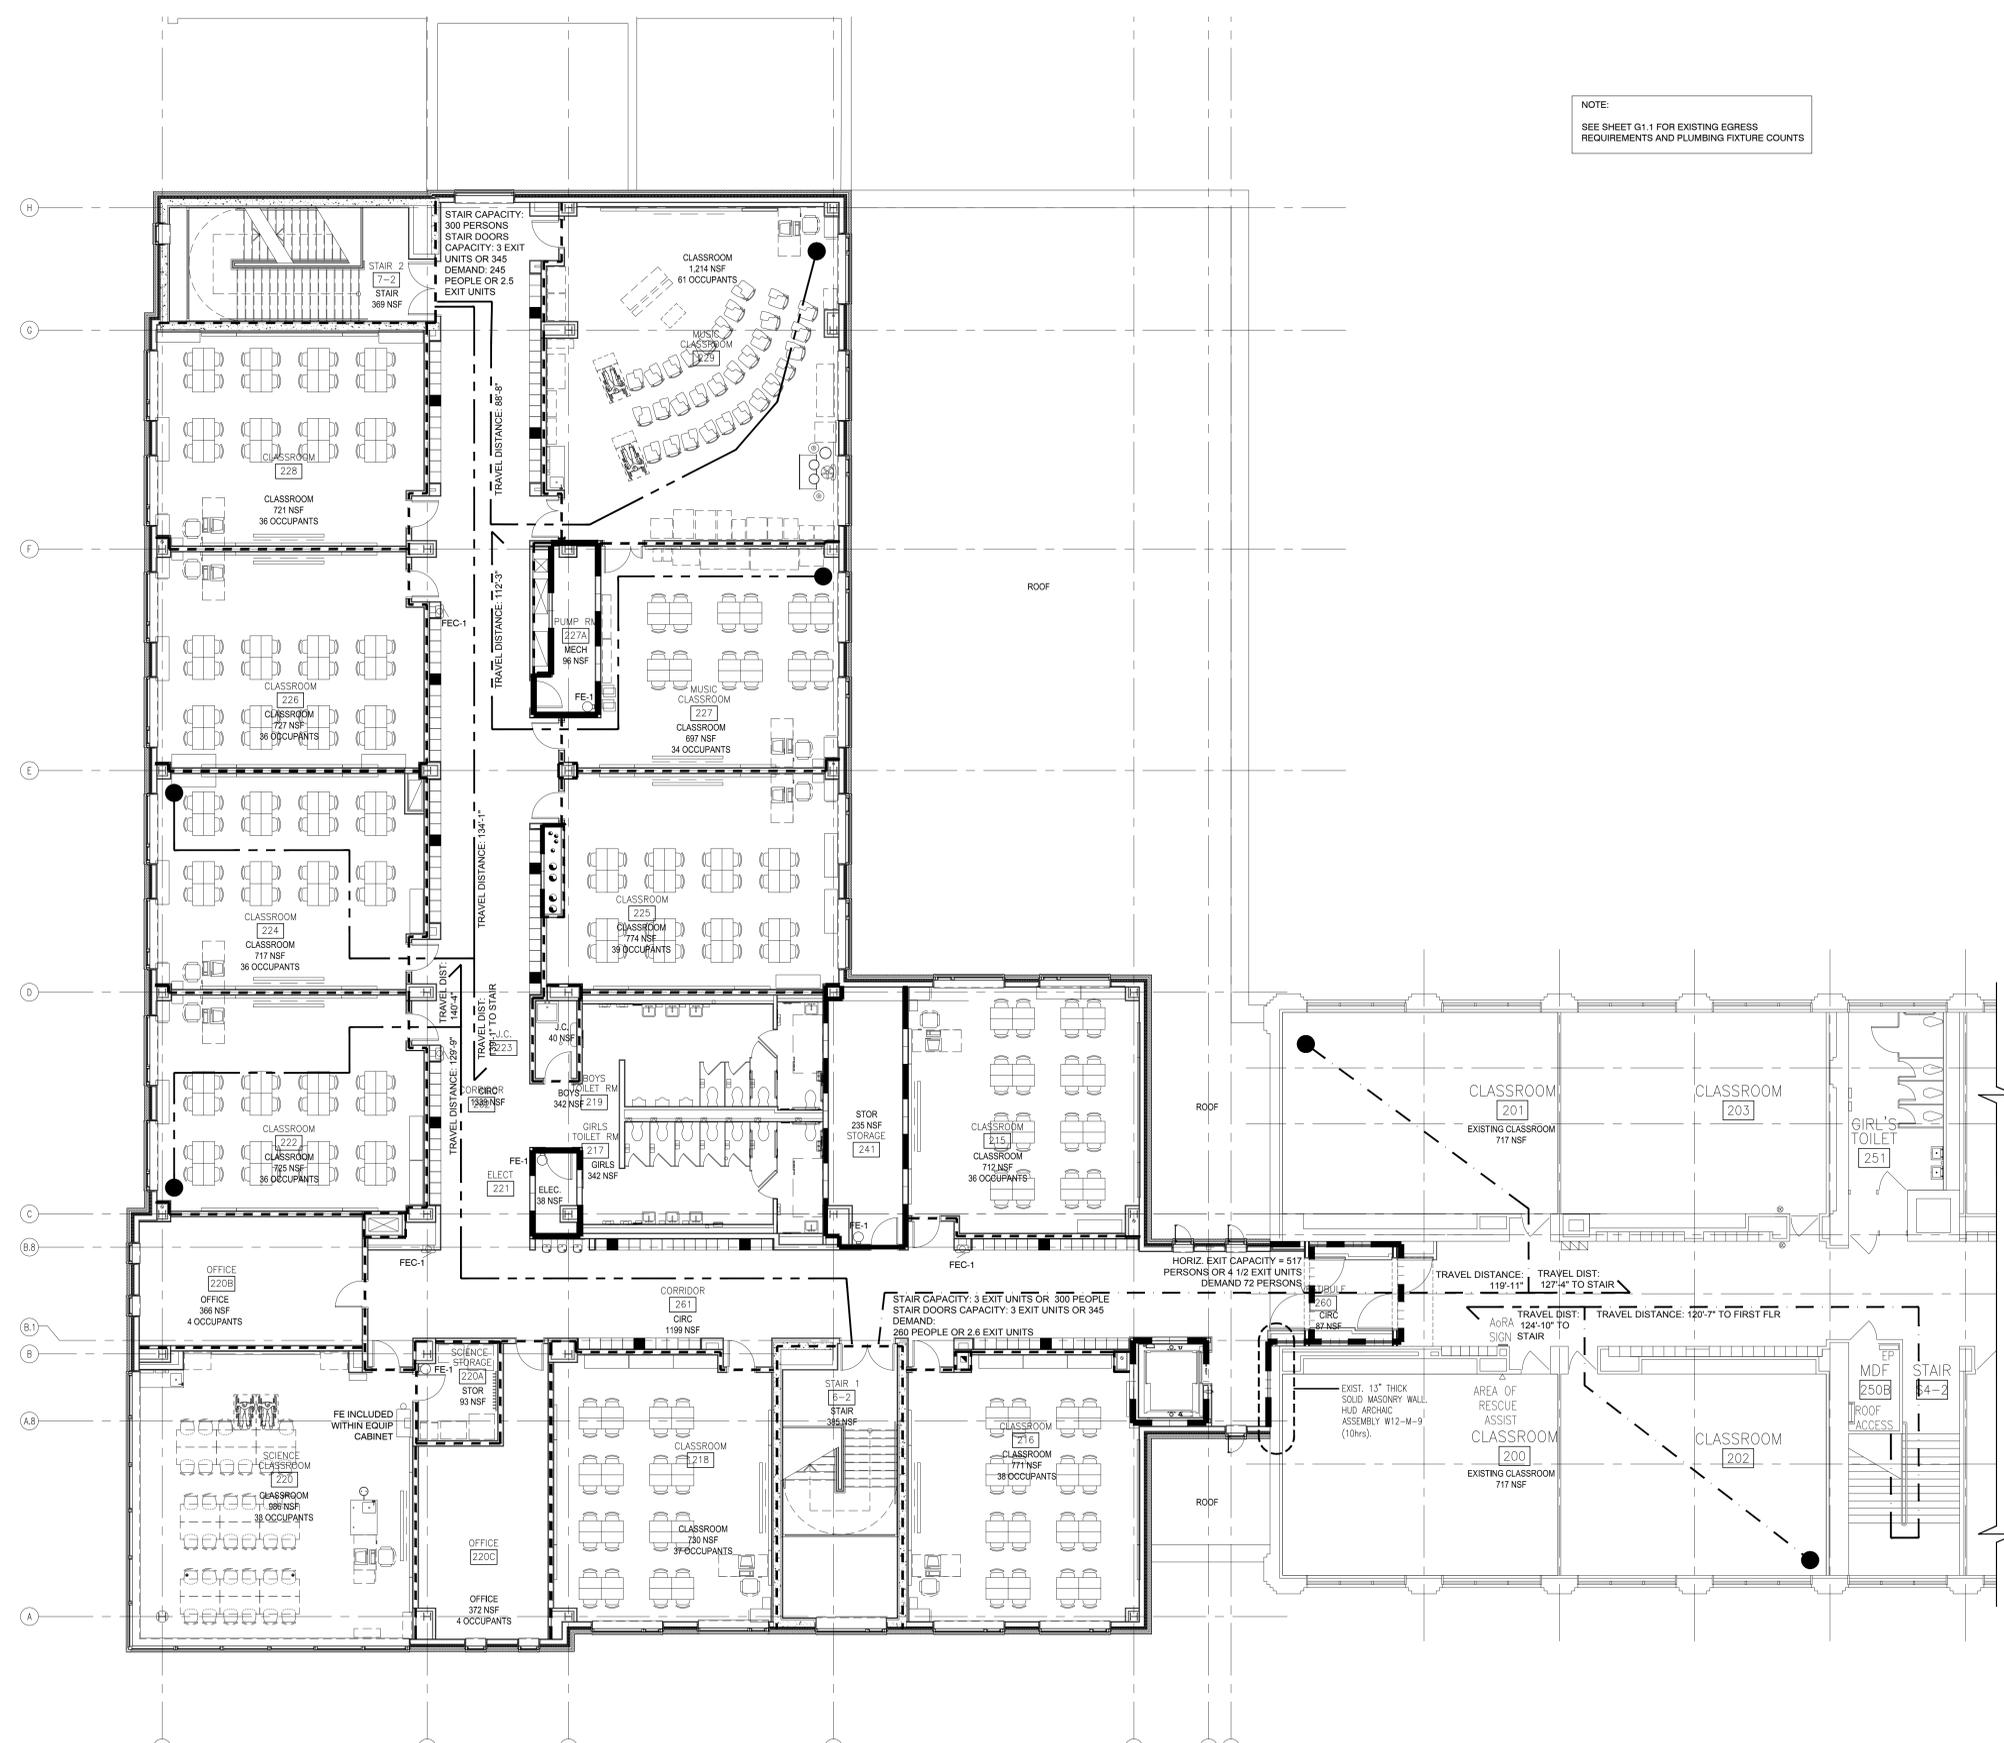 NOTE:
SEE SHEET G1.1 FOR EXISTING EGRESS
REQUIREMENTS AND PLUMBING FIXTURE COUNTS
H
G
F
E
D
C
B.8
B.1
B
A.8
A
STAIR CAPACITY:
300 PERSONS
STAIR DOORS
CAPACITY: 3 EXIT
UNITS OR 345
DEMAND: 245
PEOPLE OR 2.5
EXIT UNITS
STAIR 2
7-2
STAIR
369 NSF
CLASSROOM
1,214 NSF
61 OCCUPANTS
MUSIC
CLASSROOM
229
TRAVEL DISTANCE: 88'-8"
CLASSROOM
228
CLASSROOM
721 NSF
36 OCCUPANTS
TRAVEL DISTANCE: 112'-3"
FEC-1
PUMP RM
227A
MECH
96 NSF
FE-1
CLASSROOM
226
CLASSROOM
727 NSF
36 OCCUPANTS
MUSIC
CLASSROOM
227
CLASSROOM
697 NSF
34 OCCUPANTS
ROOF
TRAVEL DISTANCE: 134'-1"
CLASSROOM
224
CLASSROOM
717 NSF
36 OCCUPANTS
CLASSROOM
225
CLASSROOM
774 NSF
39 OCCUPANTS
TRAVEL DIST:
140'-4"
TRAVEL DIST:
TO STAIR
TRAVEL DISTANCE: 129'-9"
J.C.
40 NSF
J.C.
223
CORRIDOR
CIRC
BOYS
TOILET RM
219
BOYS
342 NSF
GIRLS
TOILET RM
217
GIRLS
342 NSF
CLASSROOM
222
CLASSROOM
725 NSF
36 OCCUPANTS
ELECT
221
FE-1
ELEC.
38 NSF
STOR
235 NSF
STORAGE
241
FE-1
CLASSROOM
215
CLASSROOM
712 NSF
36 OCCUPANTS
ROOF
CLASSROOM
201
EXISTING CLASSROOM
717 NSF
CLASSROOM
203
GIRL'S
TOILET
251
OFFICE
220B
OFFICE
366 NSF
4 OCCUPANTS
FEC-1
FEC-1
CORRIDOR
261
CIRC
1199 NSF
HORIZ. EXIT CAPACITY = 517
PERSONS OR 4 1/2 EXIT UNITS
DEMAND 72 PERSONS
STAIR CAPACITY: 3 EXIT UNITS OR 300 PEOPLE
STAIR DOORS CAPACITY: 3 EXIT UNITS OR 345
DEMAND:
260 PEOPLE OR 2.6 EXIT UNITS
VESTIBULE
260
CIRC
87 NSF
TRAVEL DISTANCE:
119'-11"
TRAVEL DIST:
127'-4" TO STAIR
TRAVEL DIST:
124'-10" TO
STAIR
TRAVEL DISTANCE: 120'-7" TO FIRST FLR
AoRA
SIGN
SCIENCE
STORAGE
220A
STOR
93 NSF
FE-1
FE INCLUDED
WITHIN EQUIP
CABINET
SCIENCE
CLASSROOM
220
CLASSROOM
986 NSF
33 OCCUPANTS
OFFICE
220C
OFFICE
372 NSF
4 OCCUPANTS
CLASSROOM
218
CLASSROOM
730 NSF
37 OCCUPANTS
STAIR 1
6-2
STAIR
385 NSF
CLASSROOM
216
CLASSROOM
771 NSF
38 OCCUPANTS
EXIST. 13" THICK
SOLID MASONRY WALL.
HUD ARCHAIC
ASSEMBLY W12-M-9
(10hrs).
ROOF
AREA OF
RESCUE
ASSIST
CLASSROOM
200
EXISTING CLASSROOM
717 NSF
CLASSROOM
202
EP
MDF
250B
ROOF
ACCESS
STAIR
S4-2